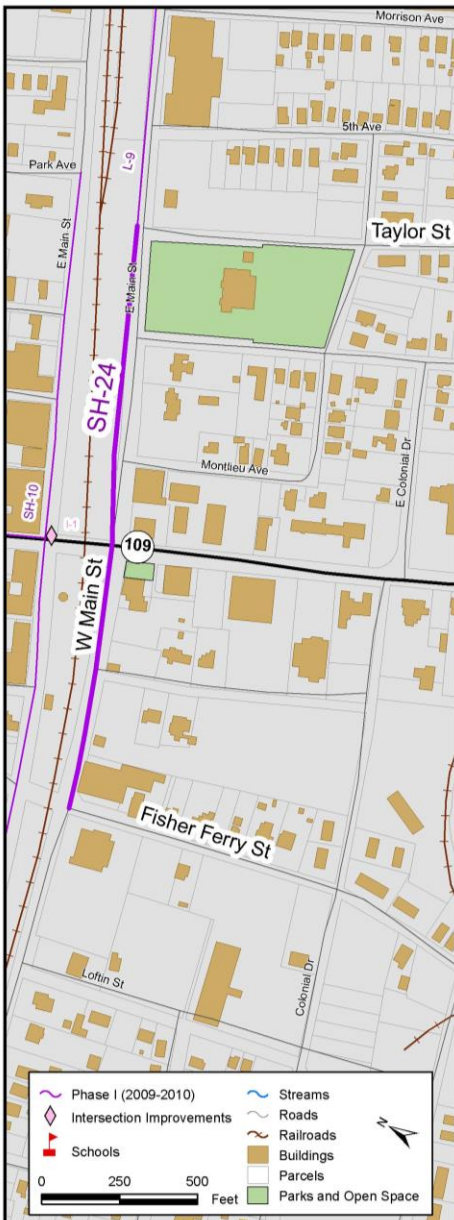 Morrison Ave
5th Ave
L-9
Park Ave
E Main St
Taylor St
E Main St
SH-24
Montlieu Ave
E Colonial Dr
SH-10
I-1
109
W Main St
Fisher Ferry St
Loftin St
Colonial Dr
Phase I (2009-2010)
Intersection Improvements
Schools
0 250 500
Feet
Streams
Roads
Railroads
Buildings
Parcels
Parks and Open Space
N